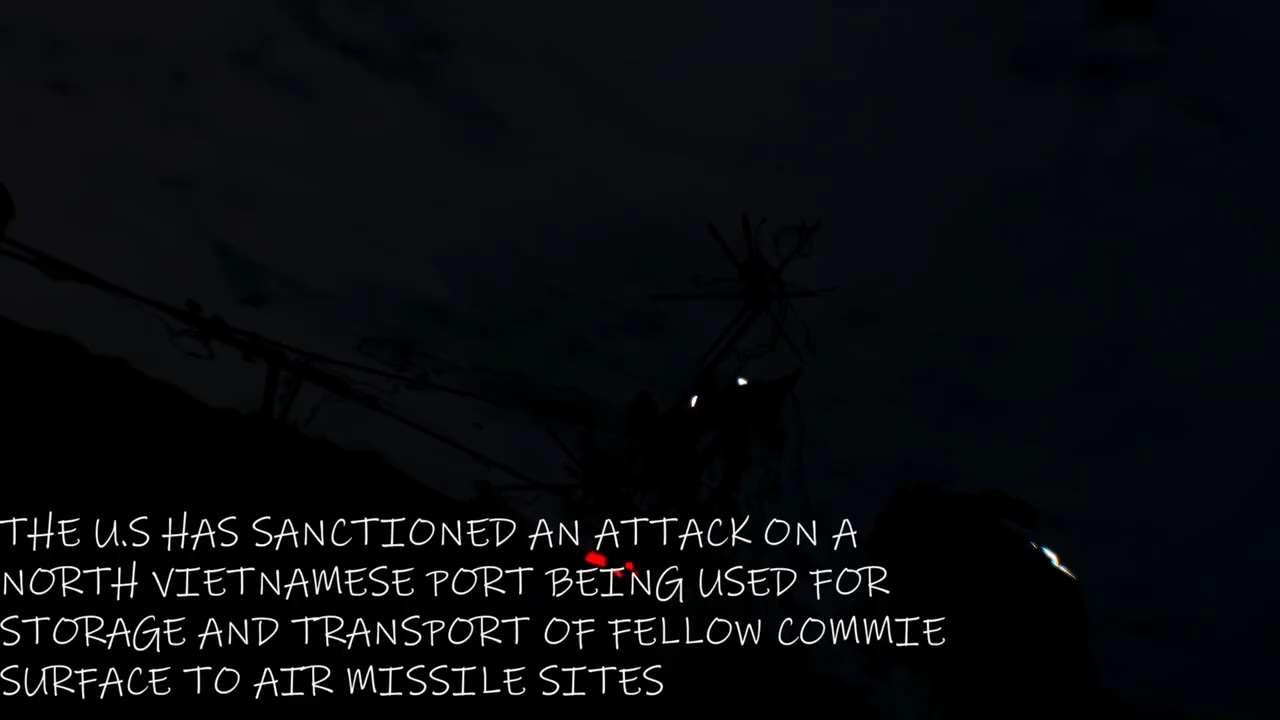 THE U.S HAS SANCTIONED AN ATTACK ON A
NORTH VIETNAMESE PORT BEING USED FOR
STORAGE AND TRANSPORT OF FELLOW COMMIE
SURFACE TO AIR MISSILE SITES